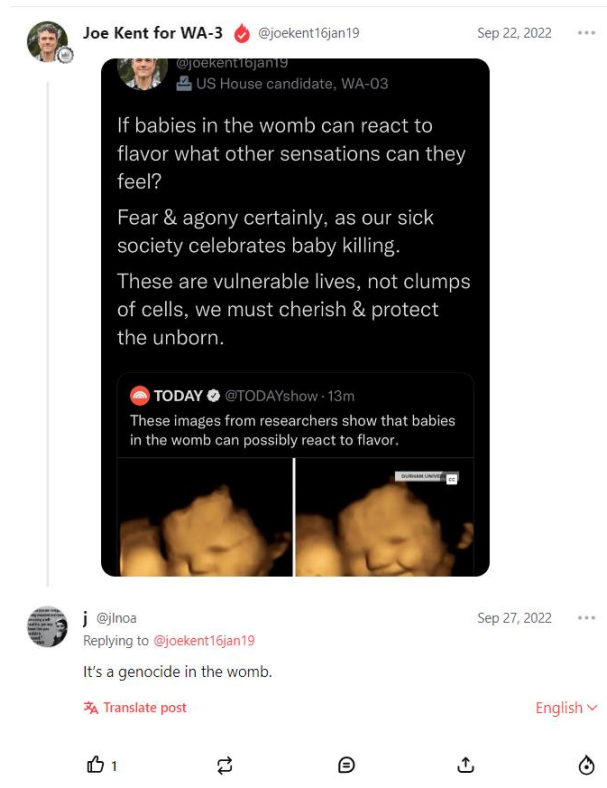 Joe Kent for WA-3 @joekent16jan19 Sep 22, 2022
@joekent16jan19
US House candidate, WA-03
If babies in the womb can react to
flavor what other sensations can they
feel?
Fear & agony certainly, as our sick
society celebrates baby killing.
These are vulnerable lives, not clumps
of cells, we must cherish & protect
the unborn.
TODAY @TODAYshow · 13m
These images from researchers show that babies
in the womb can possibly react to flavor.
DURHAM UNIVE
CC
j @jlnoa Sep 27, 2022
Replying to @joekent16jan19
It's a genocide in the womb.
Translate post English
1